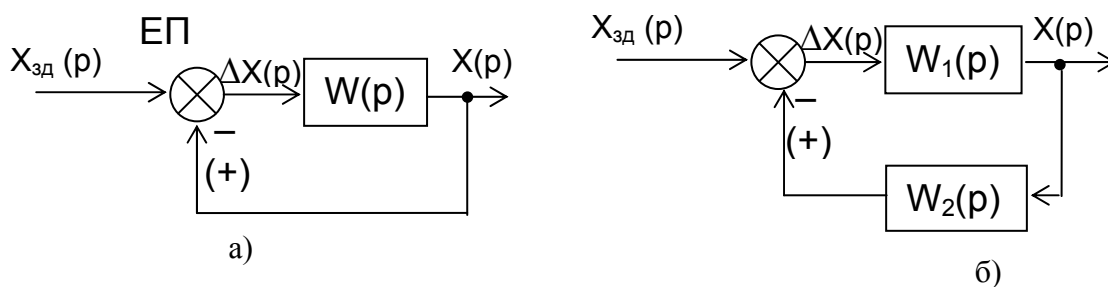 ЕП
Xзд (p)
ΔX(p)
W(p)
X(p)
–
(+)
а)
Xзд (p)
ΔX(p)
W1(p)
X(p)
–
(+)
W2(p)
б)